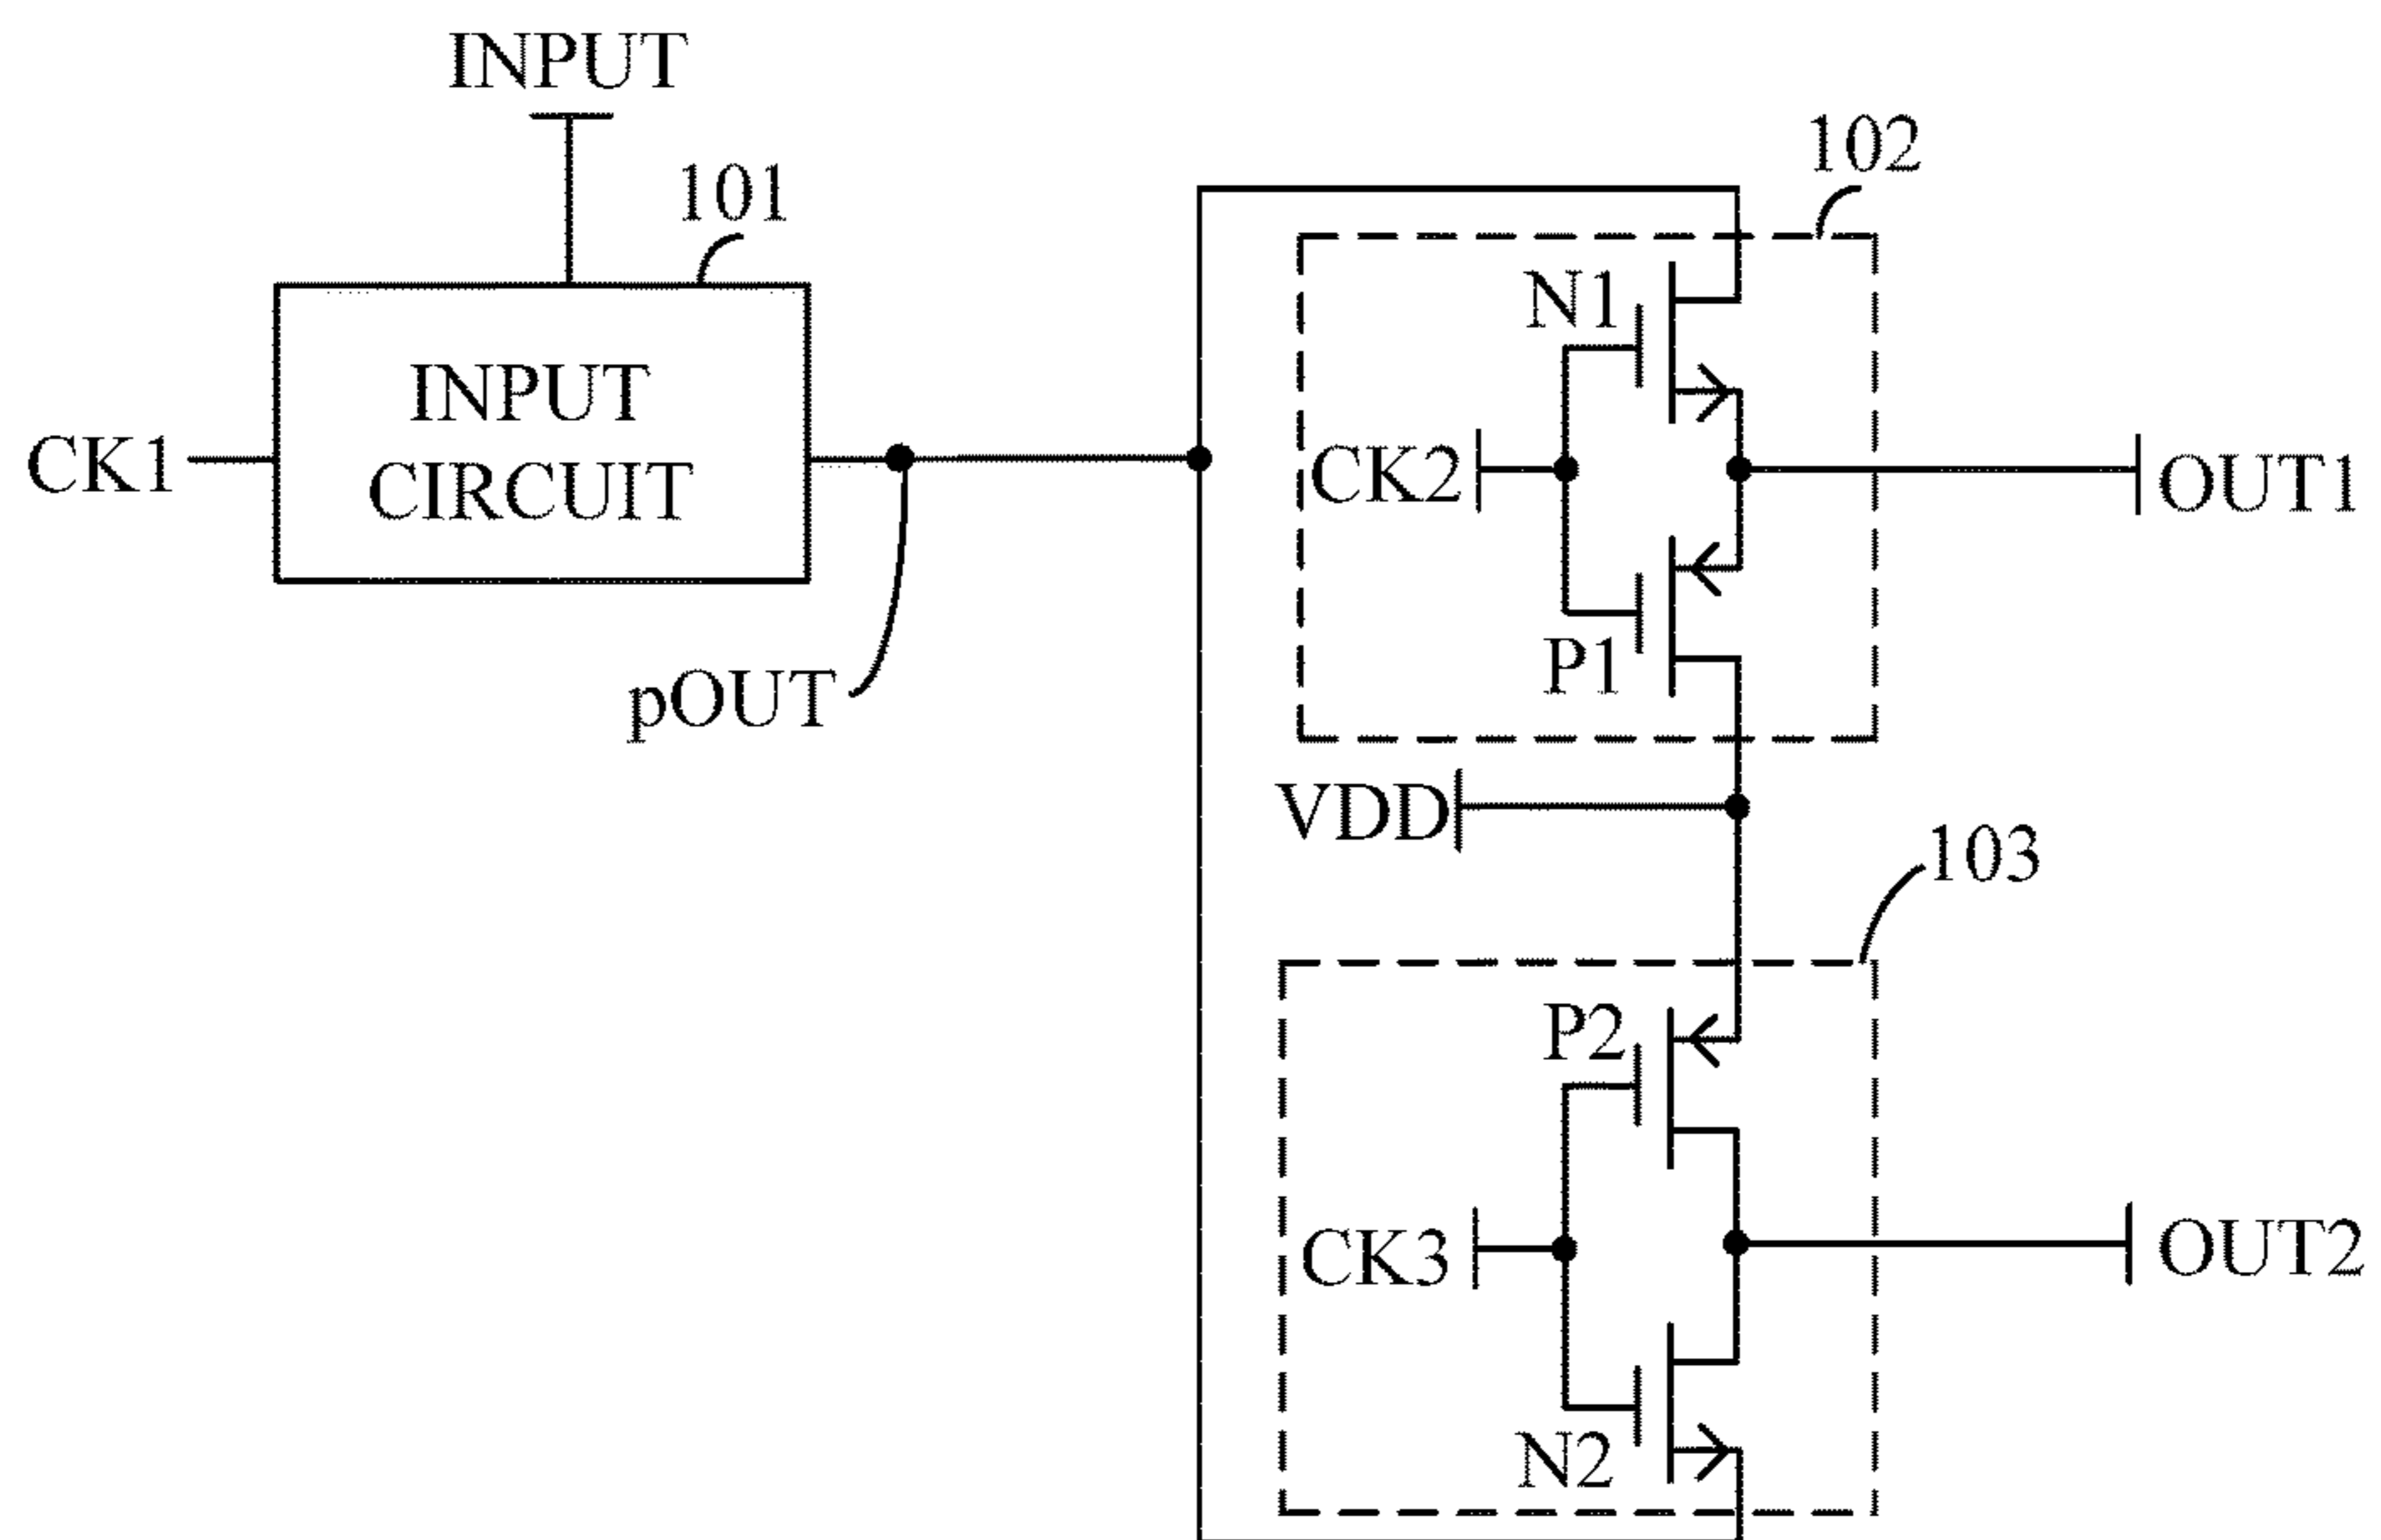 INPUT
101
102
INPUT
CIRCUIT
CK1
pOUT
N1
CK2
OUT1
P1
VDD
103
P2
CK3
OUT2
N2